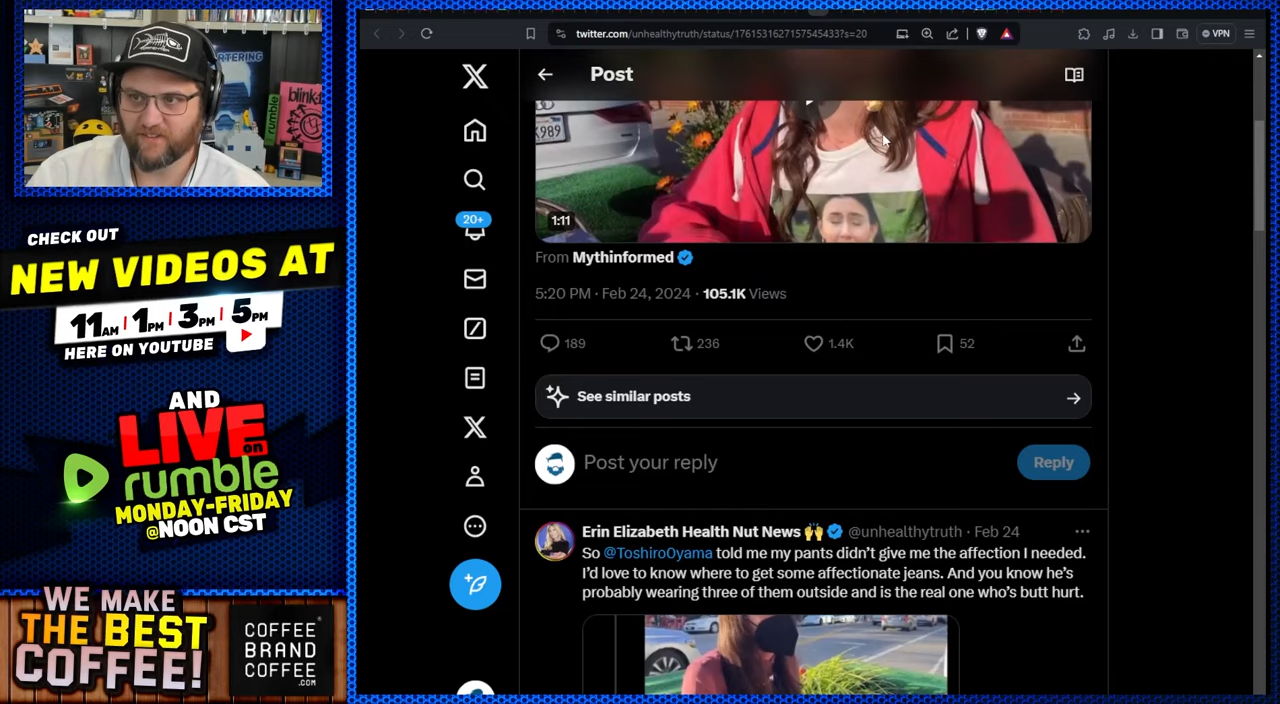 TERING
blink
rumble
CHECK OUT
NEW VIDEOS AT
11AM | 1PM | 3PM | 5PM
HERE ON YOUTUBE
AND
LIVE on
rumble
MONDAY-FRIDAY
@NOON CST
WE MAKE
THE BEST
COFFEE!
COFFEE
BRAND
COFFEE
.COM
twitter.com/unhealthytruth/status/1761531627157545433?s=20
VPN
Post
K989
1:11
From Mythinformed
5:20 PM · Feb 24, 2024 · 105.1K Views
189
236
1.4K
52
See similar posts
Post your reply
Reply
20+
Erin Elizabeth Health Nut News 🙌 @unhealthytruth · Feb 24
So @ToshiroOyama told me my pants didn't give me the affection I needed.
I'd love to know where to get some affectionate jeans. And you know he's
probably wearing three of them outside and is the real one who's butt hurt.